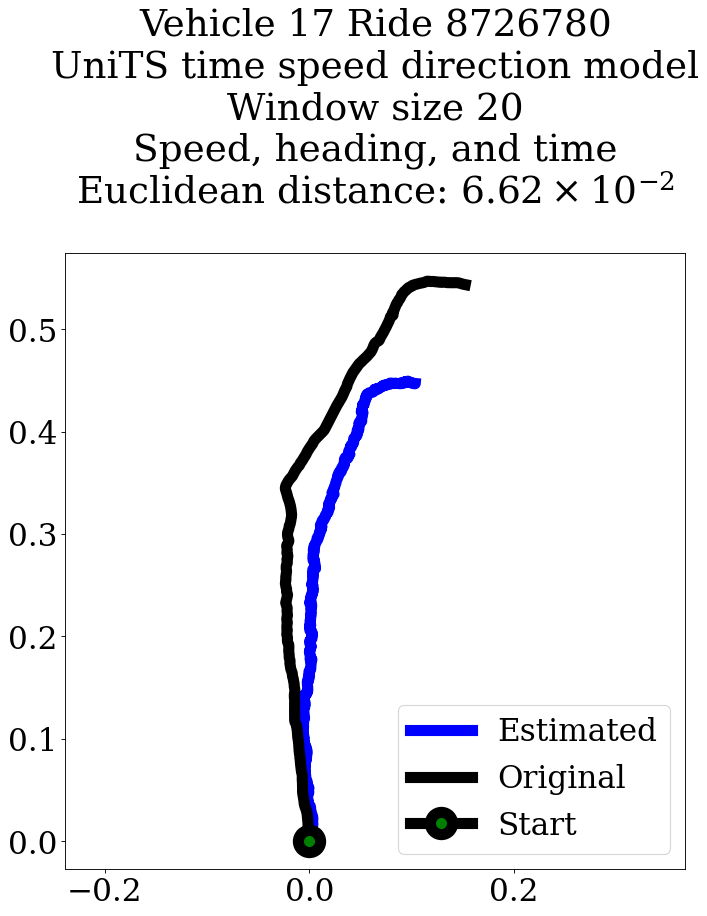 Vehicle 17 Ride 8726780
UniTS time speed direction model
Window size 20
Speed, heading, and time
Euclidean distance: 6.62 × 10⁻²
0.5
0.4
0.3
0.2
0.1
0.0
Estimated
Original
Start
−0.2 0.0 0.2